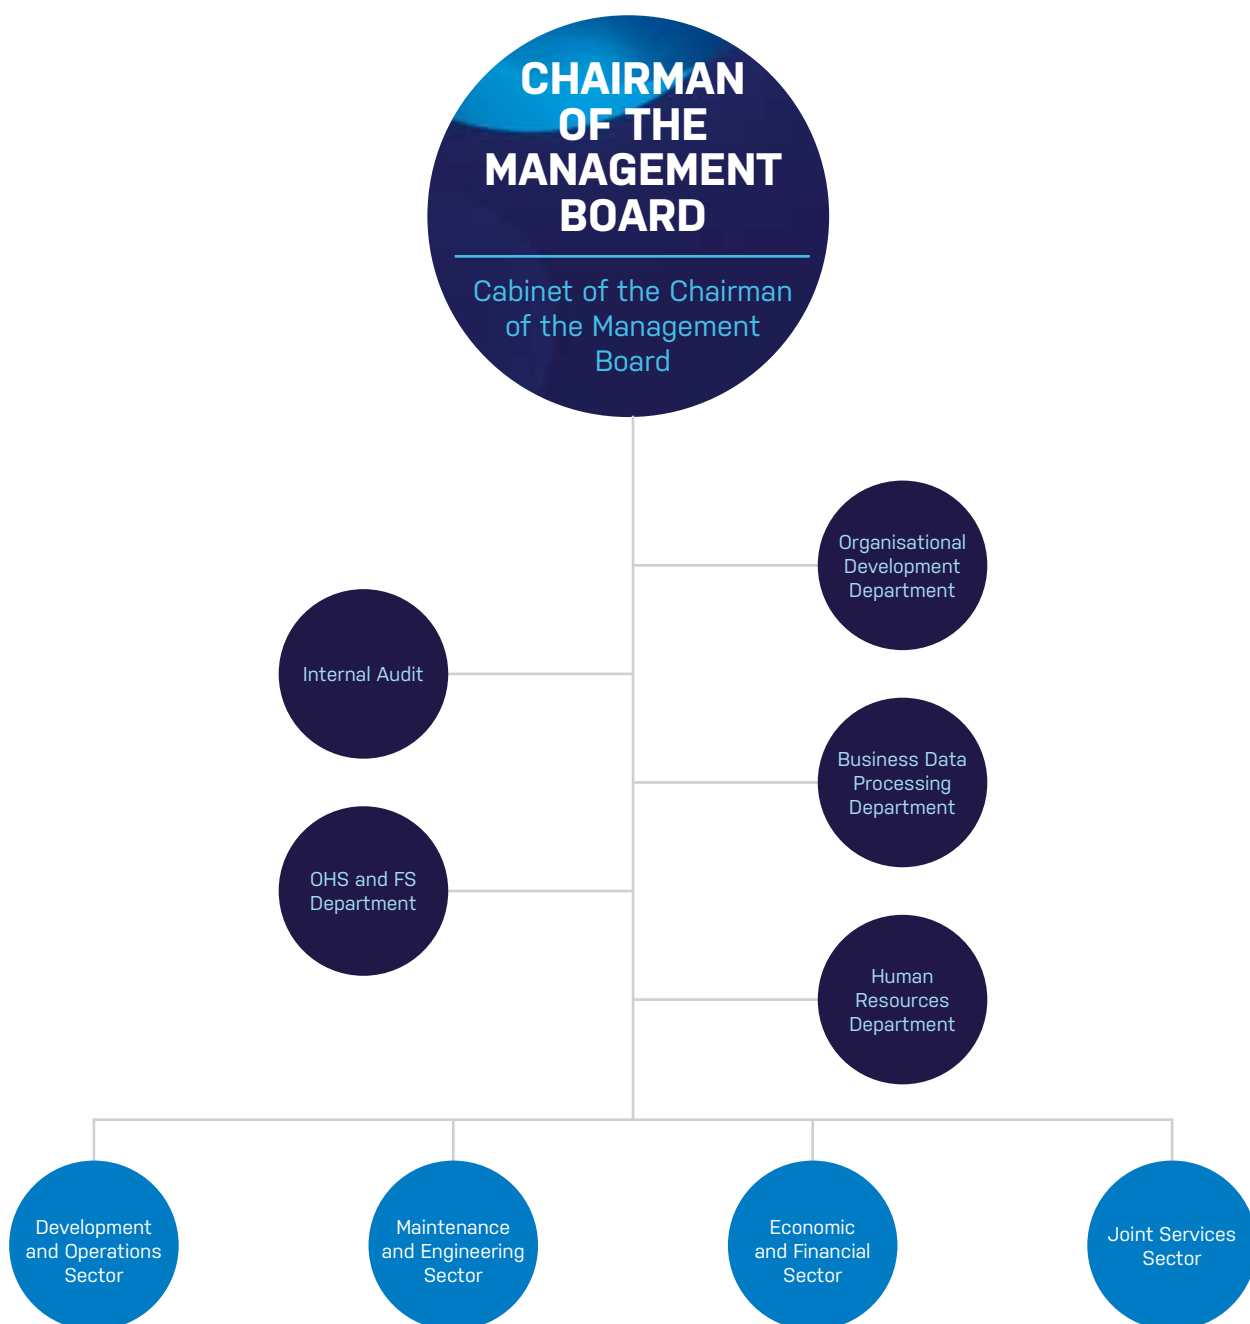 CHAIRMAN
OF THE
MANAGEMENT
BOARD
Cabinet of the Chairman
of the Management
Board
Organisational
Development
Department
Internal Audit
Business Data
Processing
Department
OHS and FS
Department
Human
Resources
Department
Development
and Operations
Sector
Maintenance
and Engineering
Sector
Economic
and Financial
Sector
Joint Services
Sector